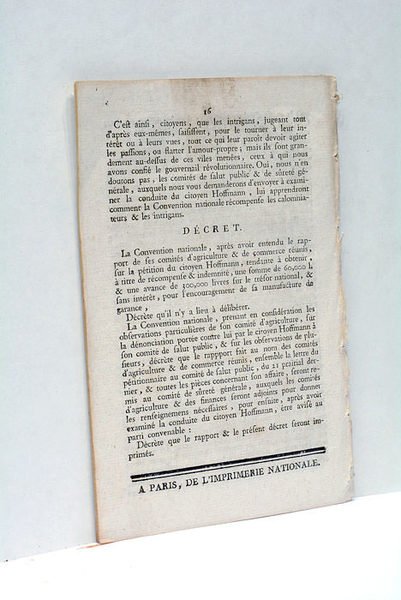 16
C'est ainsi, citoyens, que les intrigans, jugeant tout
d'après eux-mêmes, saisissent, pour le tourner à leur in-
térêt ou à leurs vues, tout ce qui leur paroît devoir agiter
les passions, ou flatter l'amour-propre; mais ils sont gran-
dement au-dessus de ces viles menées, ceux à qui nous
avons confié le gouvernail révolutionnaire. Oui, nous n'en
doutons pas, les comités de salut public & de sûreté gé-
nérale, auxquels nous vous demanderons d'envoyer à exami-
ner la conduite du citoyen Hoffmann, lui apprendront
comment la Convention nationale récompense les calomnia-
teurs & les intrigans.
DÉCRET.
La Convention nationale, après avoir entendu le rap-
port de ses comités d'agriculture & de commerce réunis,
sur la pétition du citoyen Hoffmann, tendante à obtenir,
à titre de récompense & indemnité, une somme de 60,000 l.
& une avance de 300,000 livres sur le trésor national, &
sans intérêt, pour l'encouragement de sa manufacture de
garance,
Décrète qu'il n'y a lieu à délibérer.
La Convention nationale, prenant en considération les
observations particulières de son comité d'agriculture, sur
la dénonciation portée contre lui par le citoyen Hoffmann à
son comité de salut public, & sur les observations de plu-
sieurs, décrète que le rappport fait au nom des comités
d'agriculture & de commerce réunis, ensemble la lettre du
pétitionnaire au comité de salut public, du 21 prairial der-
nier, & toutes les pièces concernant son affaire, seront re-
mis au comité de sûreté générale, auxquels les comités
d'agriculture & des finances seront adjoints pour donner
les renseignemens nécessaires, pour ensuite, après avoir
examiné la conduite du citoyen Hoffmann, être avisé au
parti convenable :
Décrète que le rapport & le présent décret seront im-
primés.
A PARIS, DE L'IMPRIMERIE NATIONALE.